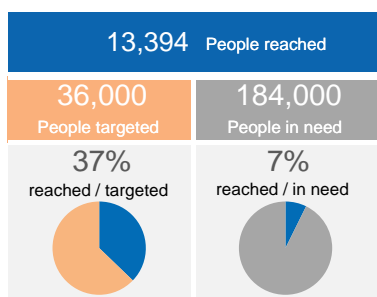 13,394 People reached
36,000
People targeted
184,000
People in need
37%
reached / targeted
7%
reached / in need